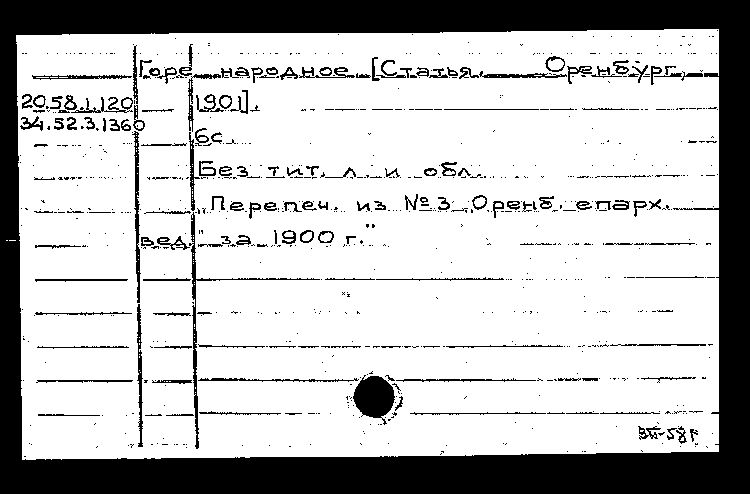 Горе народное [Статья. Оренбург,
20.58.1.120 1901].
34.52.3.1360
6с.
Без тит. л. и обл.
„Перепеч. из №3 „Оренб. епарх.
вед." за 1900 г."